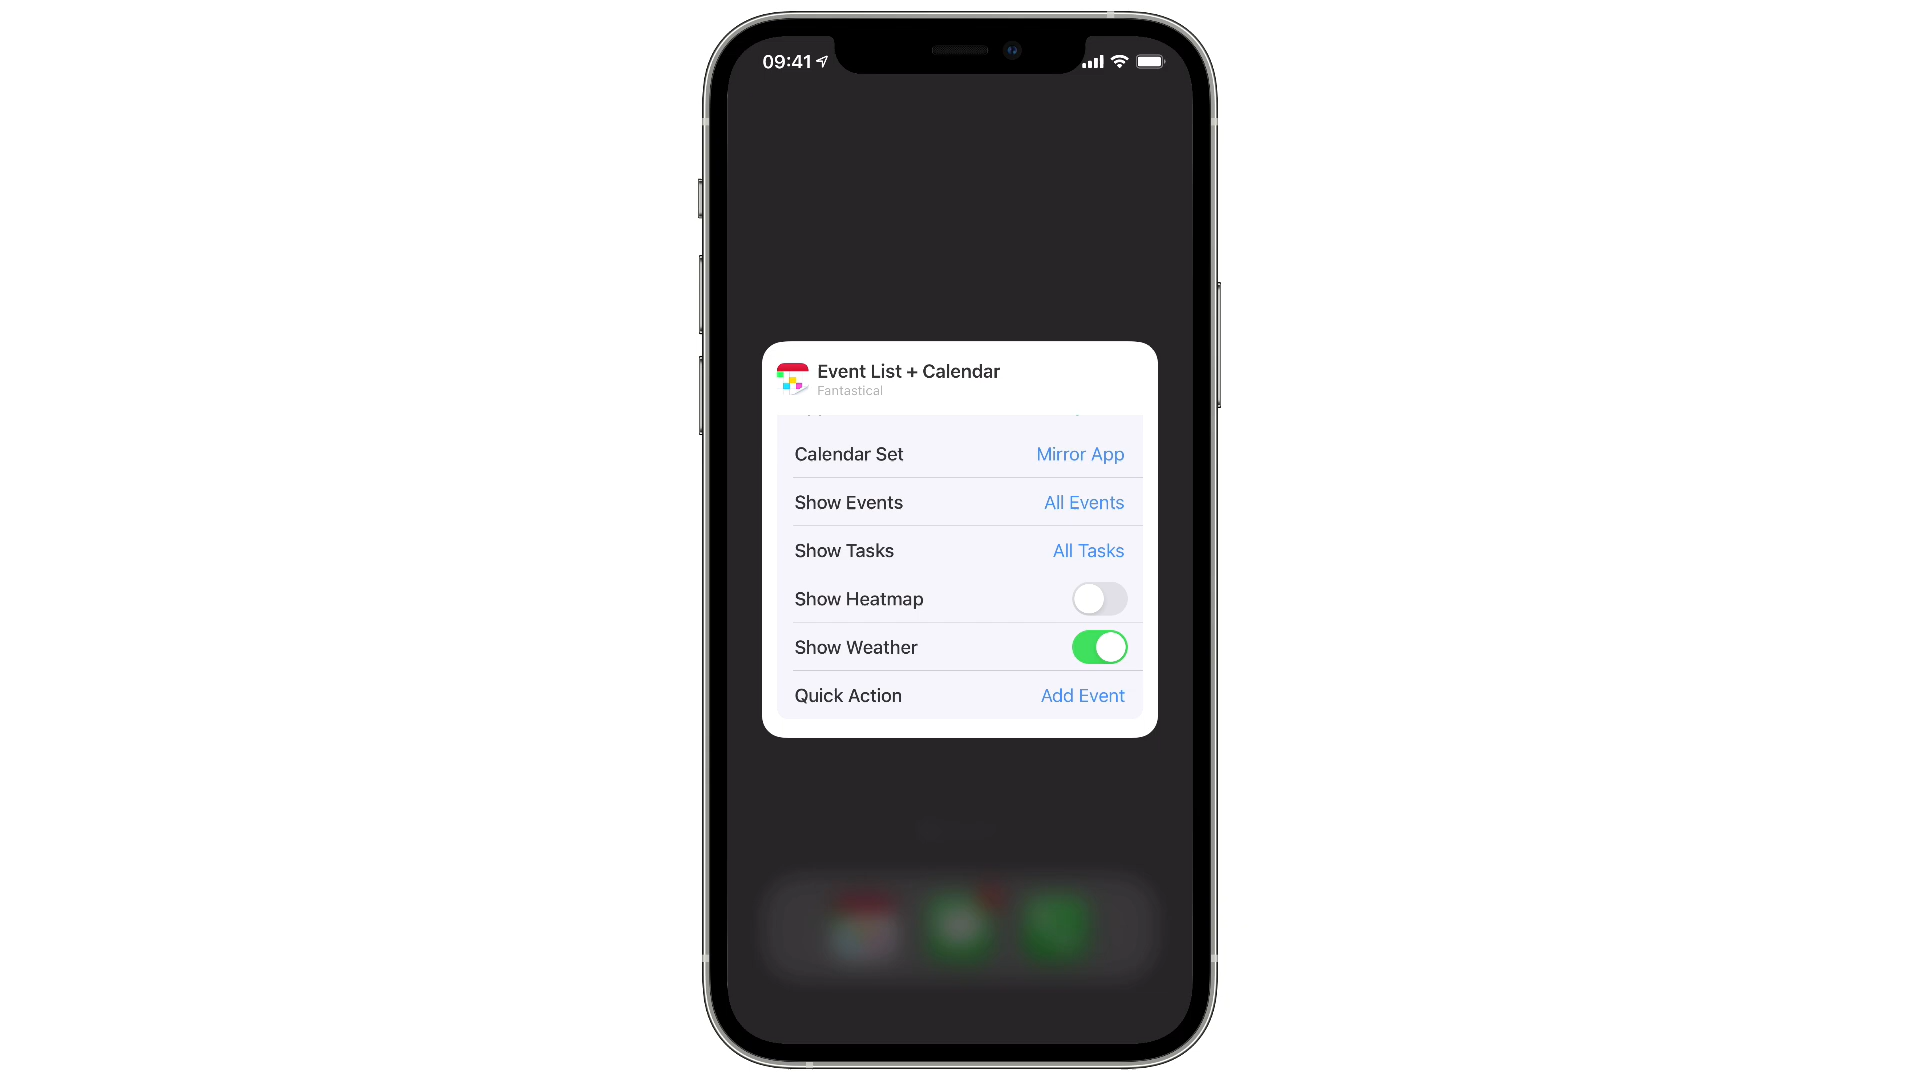 09:41
Event List + Calendar
Fantastical
Calendar Set
Mirror App
Show Events
All Events
Show Tasks
All Tasks
Show Heatmap
Show Weather
Quick Action
Add Event